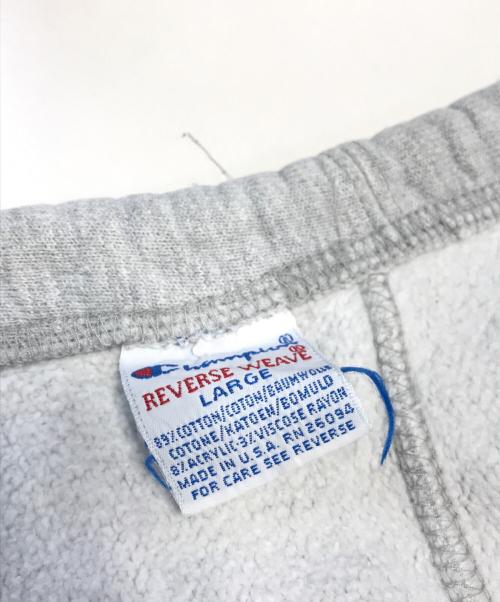 Champion®
REVERSE WEAVE®
LARGE
89% COTTON/COTON/BAUMWOLLE
COTONE/KATOEN/BOMULD
8% ACRYLIC 3% VISCOSE RAYON
MADE IN U.S.A. RN 26094
FOR CARE SEE REVERSE